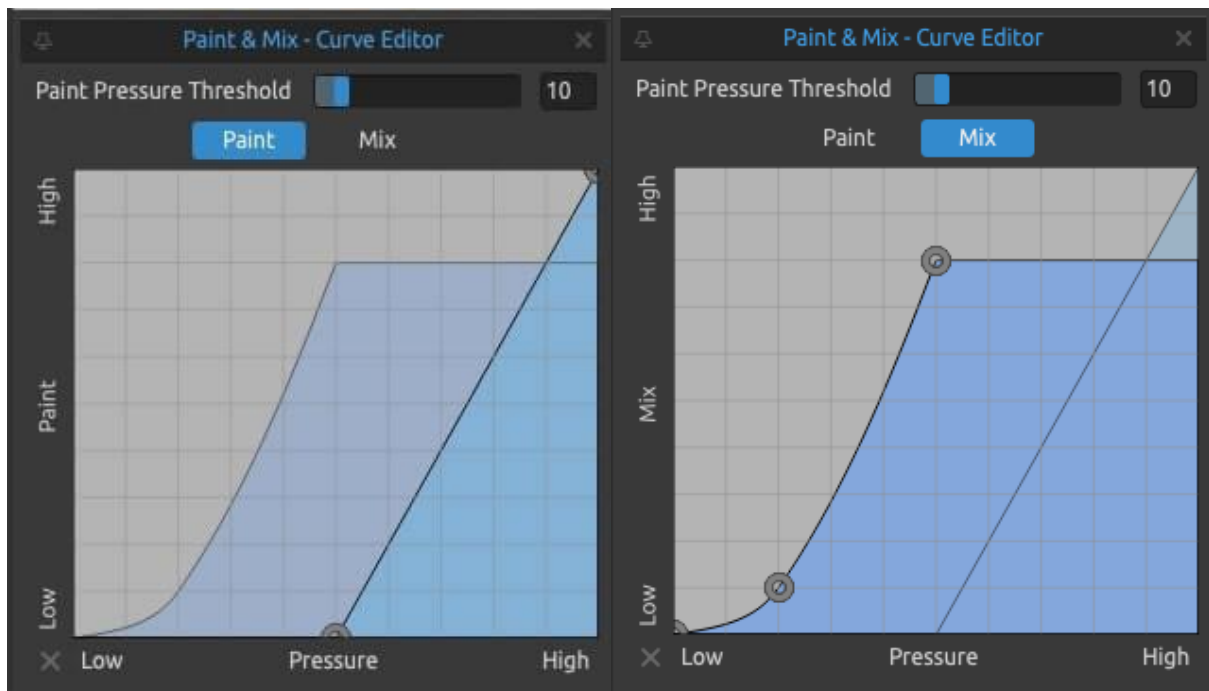 Paint & Mix - Curve Editor
Paint Pressure Threshold 10
Paint Mix
High
Paint
Low
Low Pressure High
Paint & Mix - Curve Editor
Paint Pressure Threshold 10
Paint Mix
High
Mix
Low
Low Pressure High